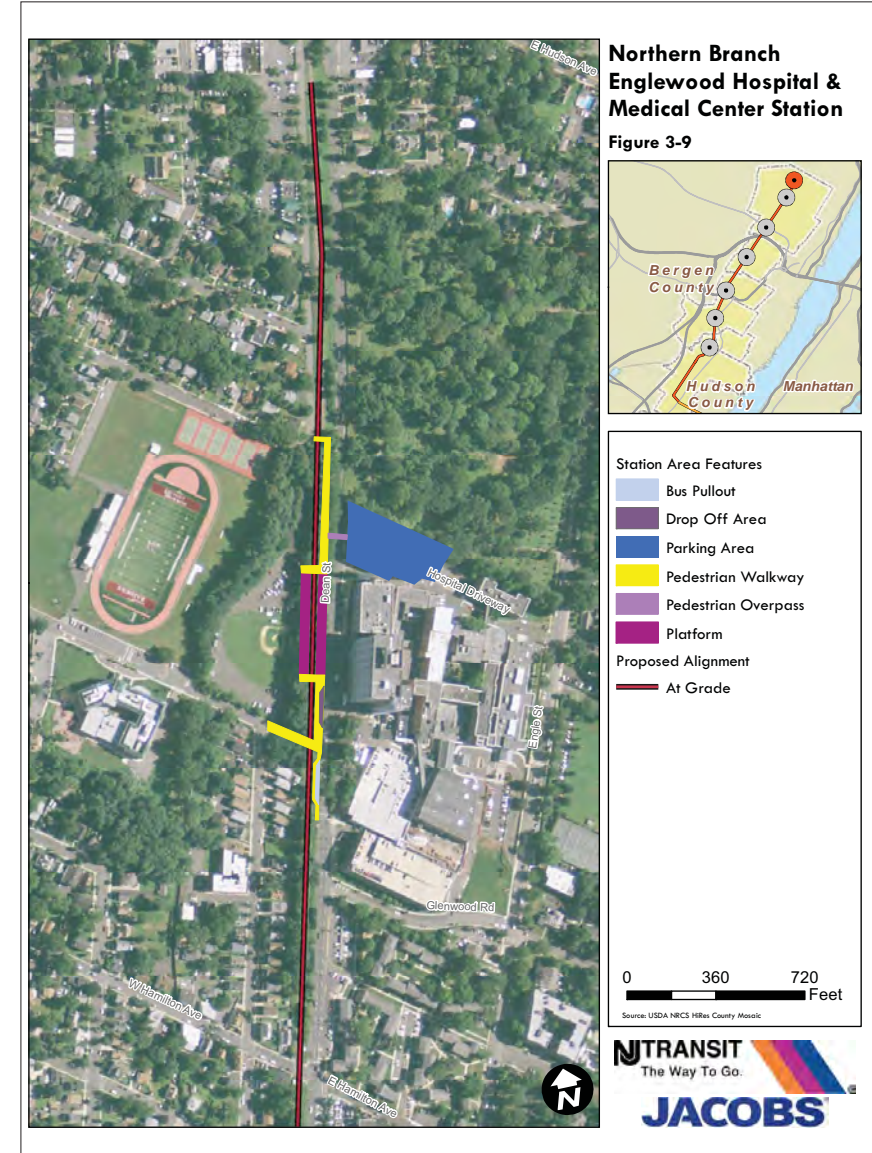 Northern Branch
Englewood Hospital &
Medical Center Station
Figure 3-9
E Hudson Ave
Dean St
Hospital Driveway
Engle St
Glenwood Rd
W Hamilton Ave
E Hamilton Ave
N
Bergen
County
Hudson
County
Manhattan
Station Area Features
Bus Pullout
Drop Off Area
Parking Area
Pedestrian Walkway
Pedestrian Overpass
Platform
Proposed Alignment
At Grade
0 360 720
Feet
Source: USDA NRCS HiRes County Mosaic
NJTRANSIT
The Way To Go.
JACOBS